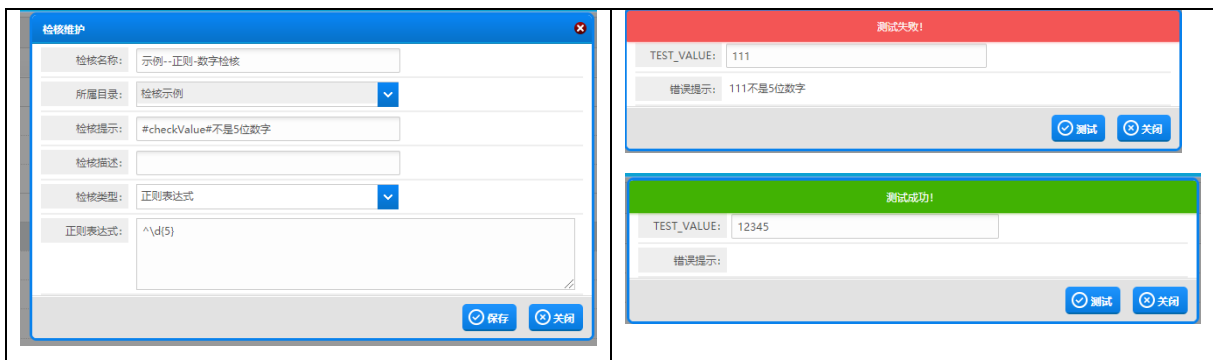 检核维护
检核名称: 示例--正则-数字检核
所属目录: 检核示例
检核提示: #checkValue#不是5位数字
检核描述:
检核类型: 正则表达式
正则表达式: ^\d{5}
保存 关闭
测试失败!
TEST_VALUE: 111
错误提示: 111不是5位数字
测试 关闭
测试成功!
TEST_VALUE: 12345
错误提示:
测试 关闭